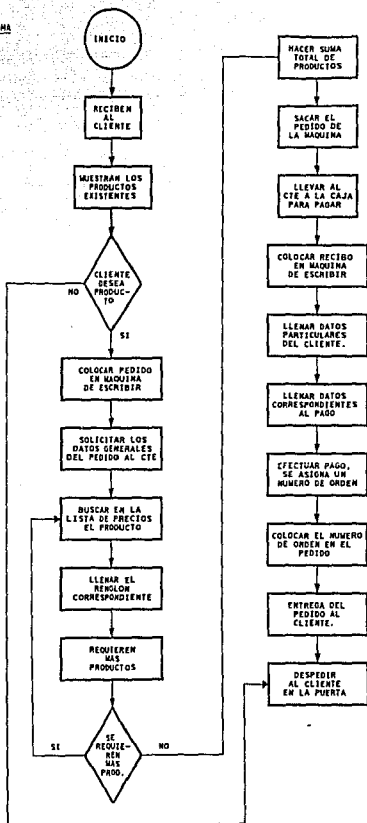 MA
INICIO
RECIBEN
AL
CLIENTE
MUESTRAN LOS
PRODUCTOS
EXISTENTES
CLIENTE
DESEA
PRODUC-
TO
NO
SI
COLOCAR PEDIDO
EN MAQUINA
DE ESCRIBIR
SOLICITAR LOS
DATOS GENERALES
DEL PEDIDO AL CTE
BUSCAR EN LA
LISTA DE PRECIOS
EL PRODUCTO
LLENAR EL
RENGLON
CORRESPONDIENTE
REQUIEREN
MAS
PRODUCTOS
SE
REQUIE-
REN
MAS
PROD.
SI
NO
HACER SUMA
TOTAL DE
PRODUCTOS
SACAR EL
PEDIDO DE
LA MAQUINA
LLEVAR AL
CTE A LA CAJA
PARA PAGAR
COLOCAR RECIBO
EN MAQUINA
DE ESCRIBIR
LLENAR DATOS
PARTICULARES
DEL CLIENTE.
LLENAR DATOS
CORRESPONDIENTES
AL PAGO
EFECTUAR PAGO,
SE ASIGNA UN
NUMERO DE ORDEN
COLOCAR EL NUMERO
DE ORDEN EN EL
PEDIDO
ENTREGA DEL
PEDIDO AL
CLIENTE.
DESPEDIR
AL CLIENTE
EN LA PUERTA